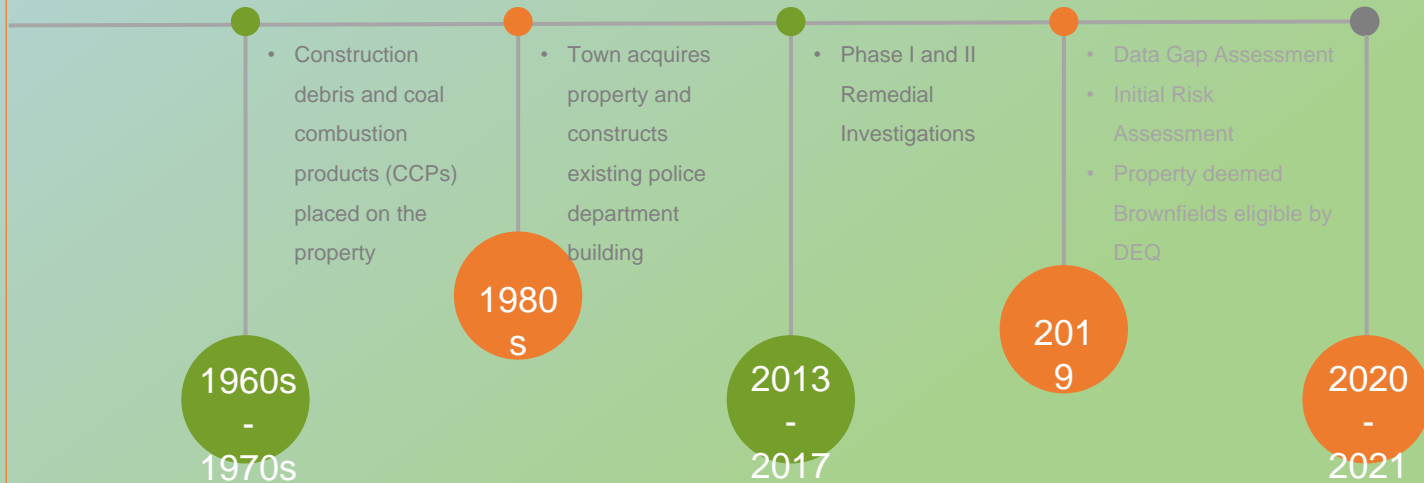 • Construction
debris and coal
combustion
products (CCPs)
placed on the
property
1960s
-
1970s
• Town acquires
property and
constructs
existing police
department
building
1980
s
• Phase I and II
Remedial
Investigations
2013
-
2017
• Data Gap Assessment
• Initial Risk
Assessment
• Property deemed
Brownfields eligible by
DEQ
201
9
2020
-
2021